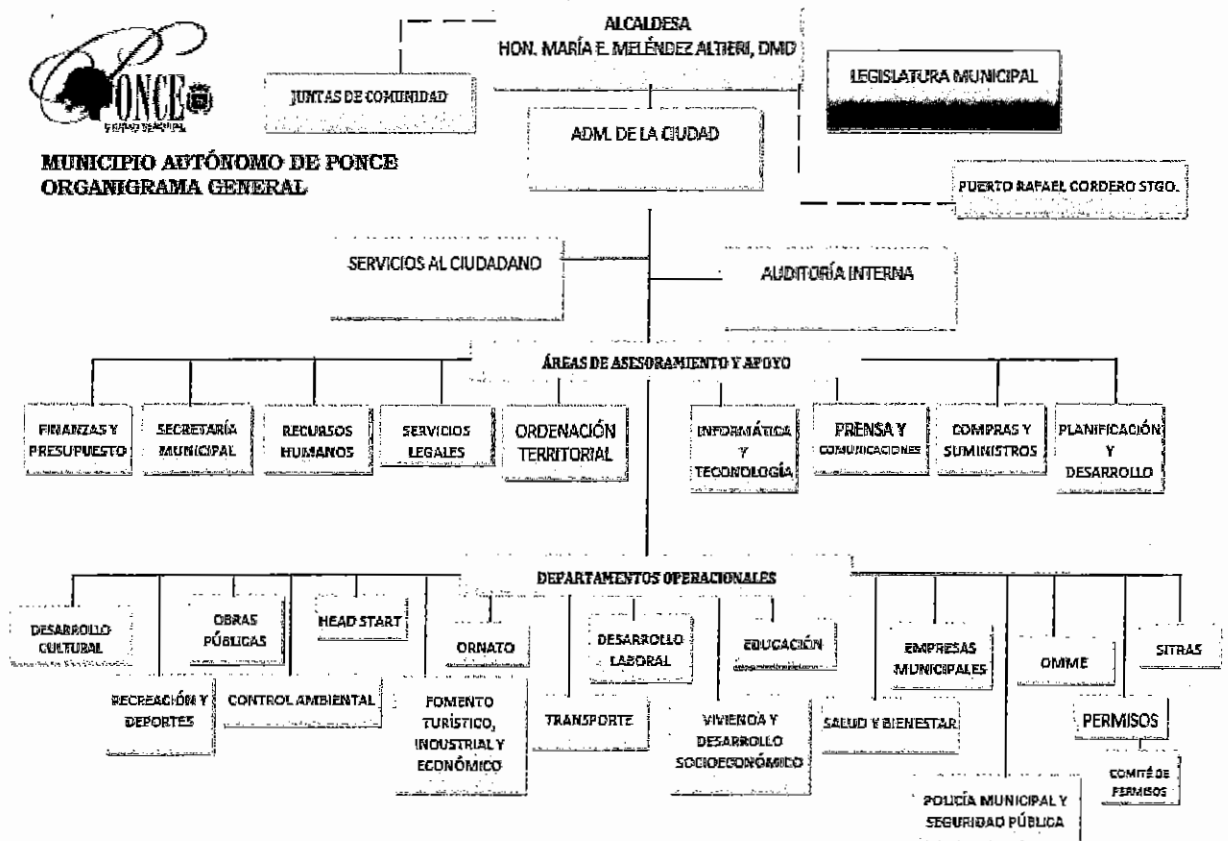 ALCALDESA
HON. MARÍA E. MELÉNDEZ ALTIERI, DMD
PONCE
JUNTAS DE COMUNIDAD
LEGISLATURA MUNICIPAL
ADM. DE LA CIUDAD
MUNICIPIO AUTÓNOMO DE PONCE
ORGANIGRAMA GENERAL
PUERTO RAFAEL CORDERO STGO.
SERVICIOS AL CIUDADANO
AUDITORÍA INTERNA
ÁREAS DE ASESORAMIENTO Y APOYO
FINANZAS Y
PRESUPUESTO
SECRETARÍA
MUNICIPAL
RECURSOS
HUMANOS
SERVICIOS
LEGALES
ORDENACIÓN
TERRITORIAL
INFORMÁTICA
Y
TECONOLOGÍA
PRENSA Y
COMUNICACIONES
COMPRAS Y
SUMINISTROS
PLANIFICACIÓN
Y
DESARROLLO
DEPARTAMENTOS OPERACIONALES
DESARROLLO
CULTURAL
OBRAS
PÚBLICAS
HEAD START
ORNATO
DESARROLLO
LABORAL
EDUCACIÓN
EMPRESAS
MUNICIPALES
OMME
SITRAS
RECREACIÓN Y
DEPORTES
CONTROL AMBIENTAL
FOMENTO
TURÍSTICO,
INDUSTRIAL Y
ECONÓMICO
TRANSPORTE
VIVIENDA Y
DESARROLLO
SOCIOECONÓMICO
SALUD Y BIENESTAR
PERMISOS
COMITÉ DE
PERMISOS
POLICÍA MUNICIPAL Y
SEGURIDAD PÚBLICA